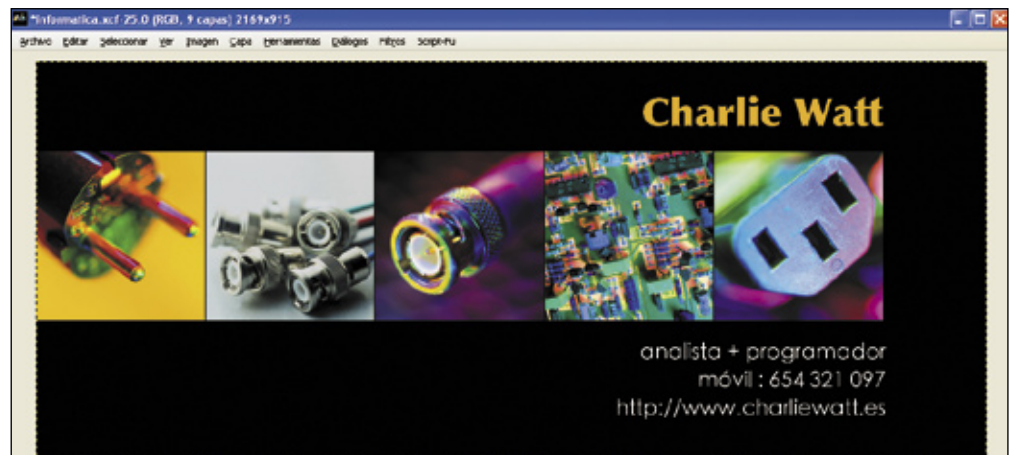 *Informatica.xcf-25.0 (RGB, 9 capas) 2169x915
Archivo Editar Seleccionar Ver Imagen Capa Herramientas Diálogos Filtros Script-Fu
Charlie Watt
analista + programador
móvil : 654 321 097
http://www.charliewatt.es